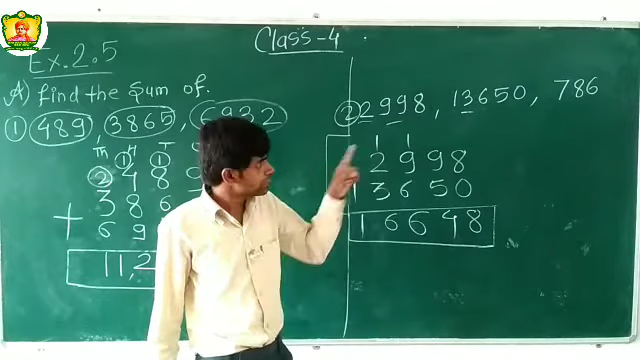 Class-4
Ex.2.5
A) find the sum of.
① 489, 3865, 6932
② 2998, 13650, 786
Th H T
② ① ①
4 8
3 8 6
+ 6 9
11,2
1 1
2 9 9 8
1 3 6 5 0
1 6 6 4 8